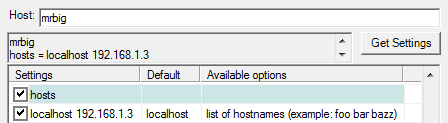 Host: mrbig
mrbig
hosts = localhost 192.168.1.3
Get Settings
Settings Default Available options
hosts
localhost 192.168.1.3 localhost list of hostnames (example: foo bar bazz)